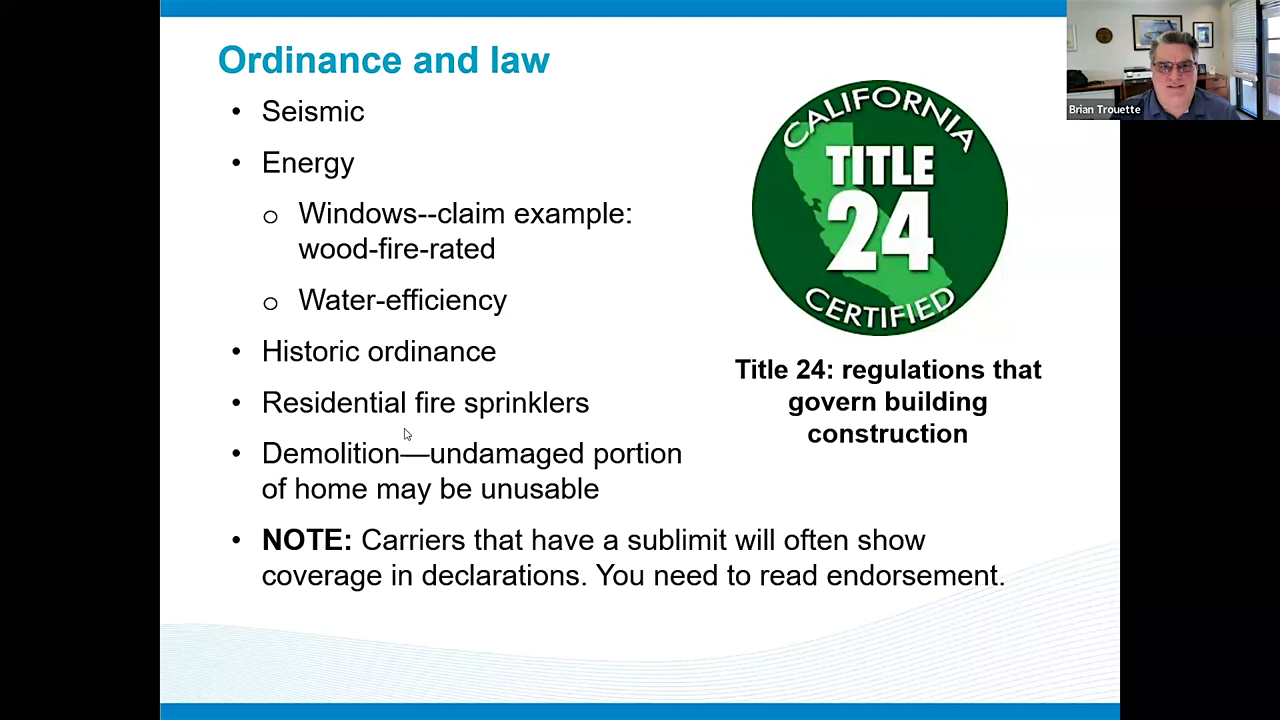 Ordinance and law
• Seismic
• Energy
o Windows--claim example:
wood-fire-rated
o Water-efficiency
• Historic ordinance
• Residential fire sprinklers
• Demolition—undamaged portion
of home may be unusable
• NOTE: Carriers that have a sublimit will often show
coverage in declarations. You need to read endorsement.
CALIFORNIA
TITLE
24
CERTIFIED
Title 24: regulations that
govern building
construction
Brian Trouette